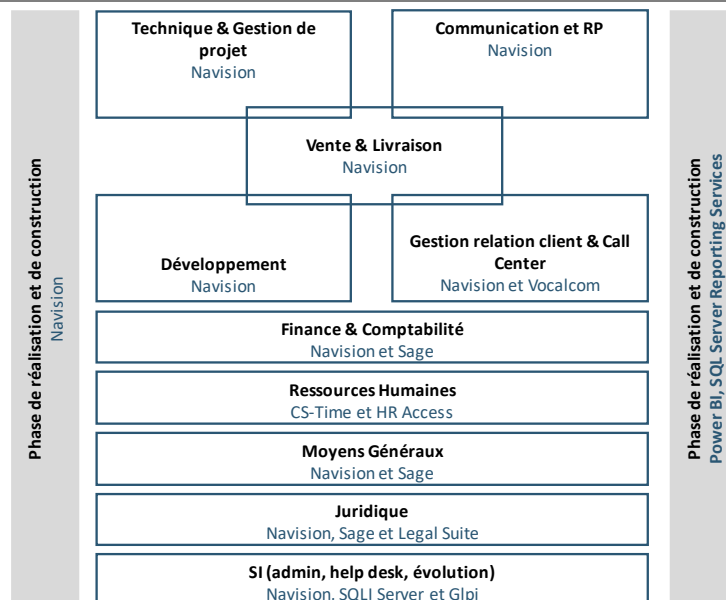 Phase de réalisation et de construction
Navision
Technique & Gestion de
projet
Navision
Communication et RP
Navision
Vente & Livraison
Navision
Développement
Navision
Gestion relation client & Call
Center
Navision et Vocalcom
Finance & Comptabilité
Navision et Sage
Ressources Humaines
CS-Time et HR Access
Moyens Généraux
Navision et Sage
Juridique
Navision, Sage et Legal Suite
SI (admin, help desk, évolution)
Navision, SQLI Server et Glpi
Phase de réalisation et de construction
Power BI, SQL Server Reporting Services